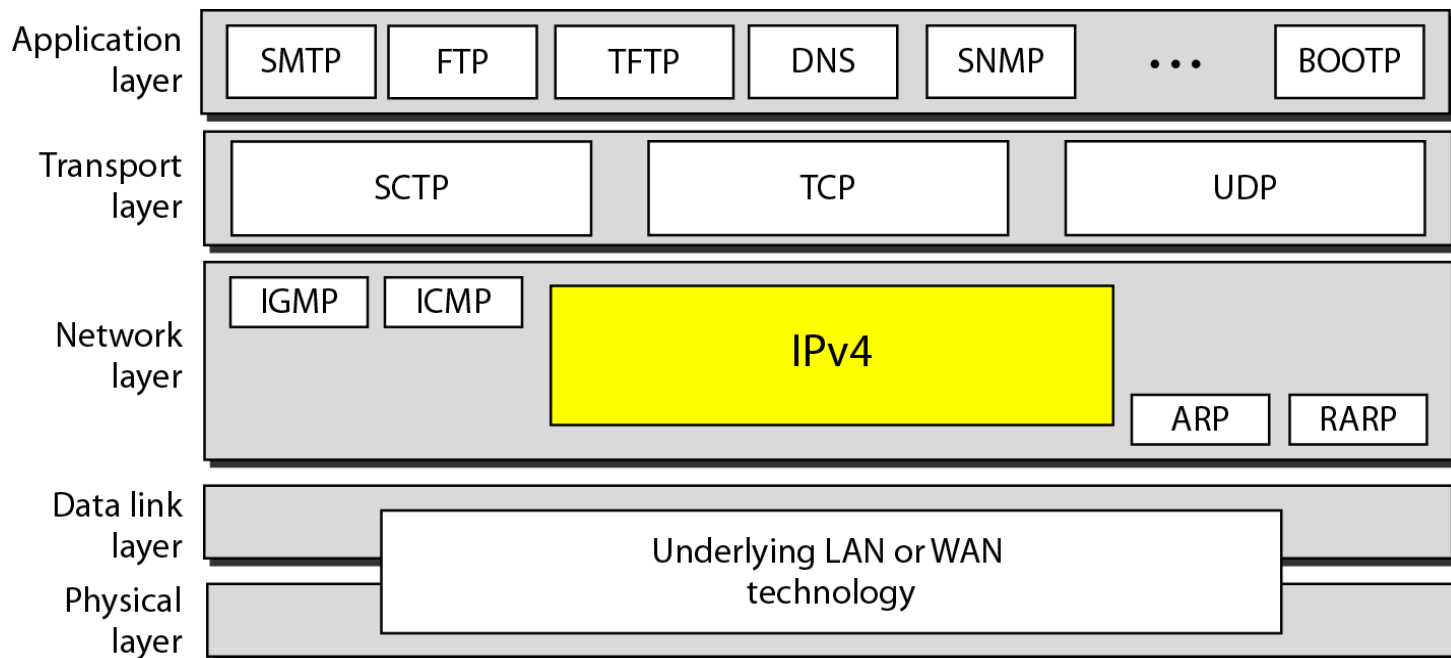 Application
layer
SMTP
FTP
TFTP
DNS
SNMP
...
BOOTP
Transport
layer
SCTP
TCP
UDP
Network
layer
IGMP
ICMP
IPv4
ARP
RARP
Data link
layer
Underlying LAN or WAN
technology
Physical
layer